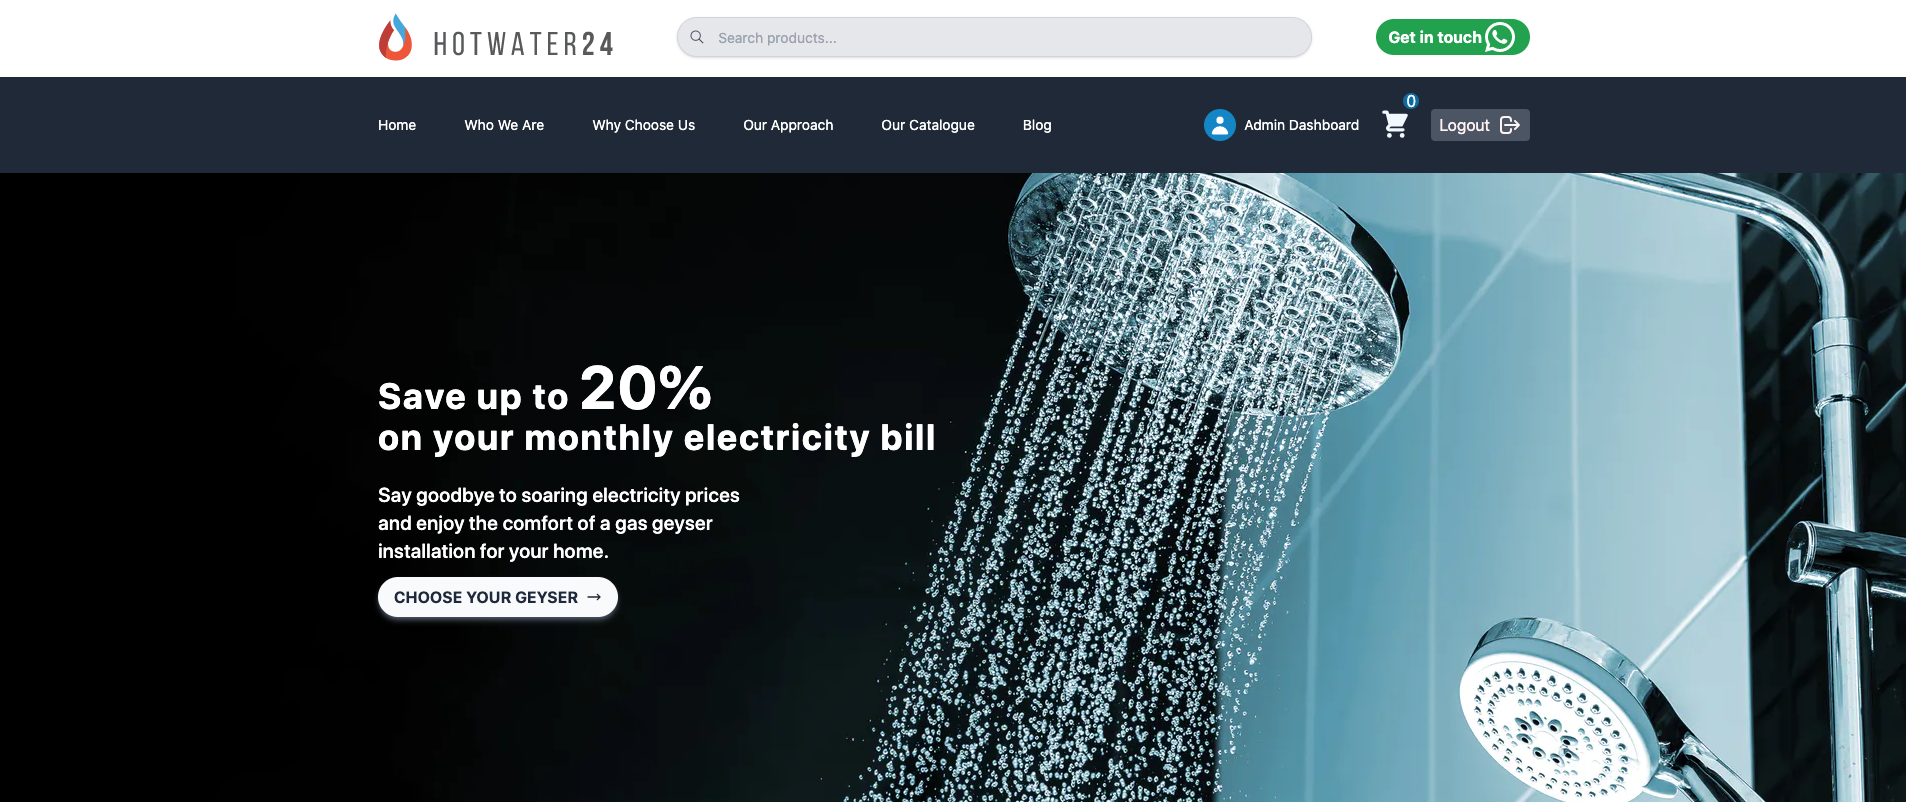 HOTWATER24
Search products...
Get in touch
Home
Who We Are
Why Choose Us
Our Approach
Our Catalogue
Blog
Admin Dashboard
0
Logout
Save up to 20%
on your monthly electricity bill
Say goodbye to soaring electricity prices
and enjoy the comfort of a gas geyser
installation for your home.
CHOOSE YOUR GEYSER →